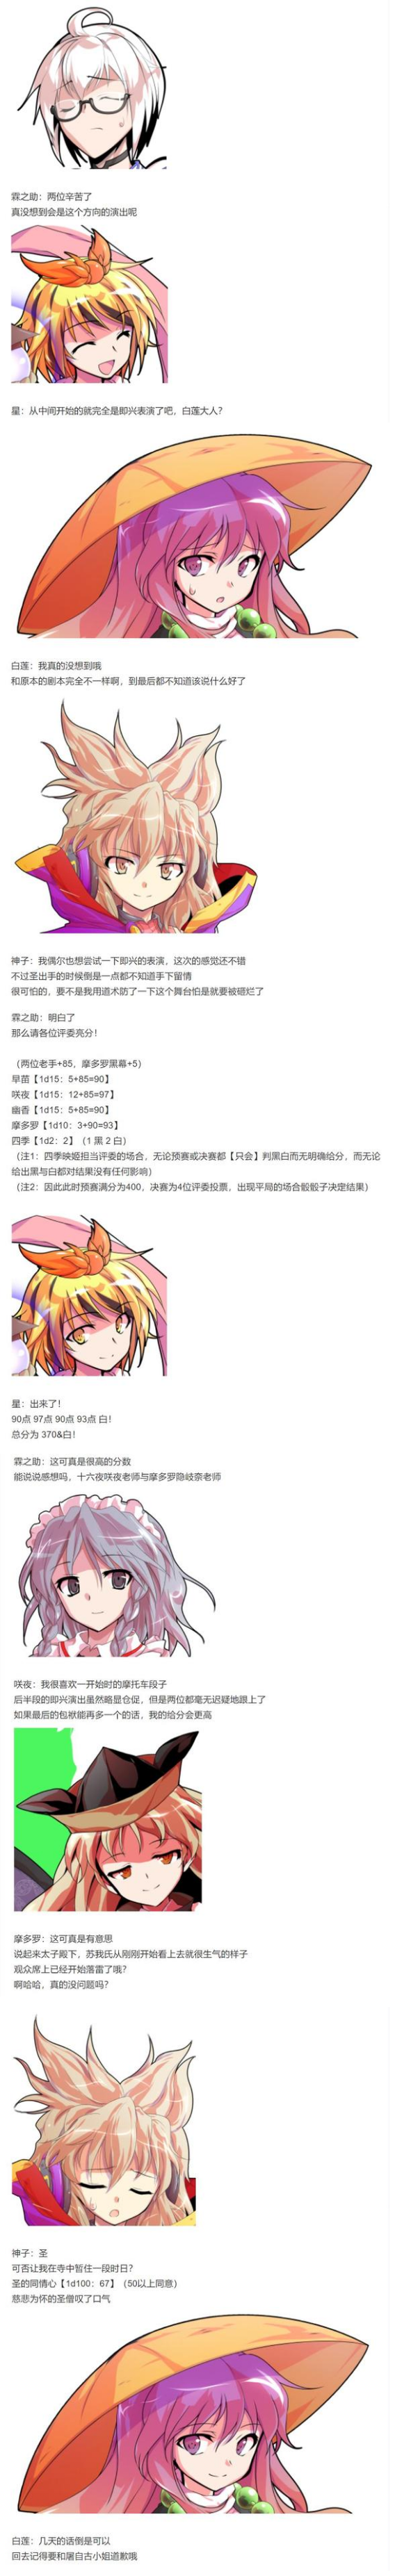 霖之助：两位辛苦了
真没想到会是这个方向的演出呢
星：从中间开始的就完全是即兴表演了吧，白莲大人?
白莲：我真的没想到哦
和原本的剧本完全不一样啊，到最后都不知道该说什么好了
神子：我偶尔也想尝试一下即兴的表演，这次的感觉还不错
不过圣出手的时候倒是一点都不知道手下留情
很可怕的，要不是我用道术防了一下这个舞台怕是就要被砸烂了
霖之助：明白了
那么请各位评委亮分!
（两位老手+85，摩多罗黑幕+5）
早苗【1d15：5+85=90】
咲夜【1d15：12+85=97】
幽香【1d15：5+85=90】
摩多罗【1d10：3+90=93】
四季【1d2：2】（1 黑 2 白）
（注1：四季映姬担当评委的场合，无论预赛或决赛都【只会】判黑白而无明确给分，而无论给出黑与白都对结果没有任何影响）
（注2：因此此时预赛满分为400，决赛为4位评委投票，出现平局的场合骰骰子决定结果）
星：出来了!
90点 97点 90点 93点 白!
总分为 370&白!
霖之助：这可真是很高的分数
能说说感想吗，十六夜咲夜老师与摩多罗隐岐奈老师
咲夜：我很喜欢一开始时的摩托车段子
后半段的即兴演出虽然略显仓促，但是两位都毫无迟疑地跟上了
如果最后的包袱能再多一个的话，我的给分会更高
摩多罗：这可真是有意思
说起来太子殿下，苏我氏从刚刚开始看上去就很生气的样子
观众席上已经开始落雷了哦?
啊哈哈，真的没问题吗?
神子：圣
可否让我在寺中暂住一段时日?
圣的同情心【1d100：67】（50以上同意）
慈悲为怀的圣僧叹了口气
白莲：几天的话倒是可以
回去记得要和屠自古小姐道歉哦